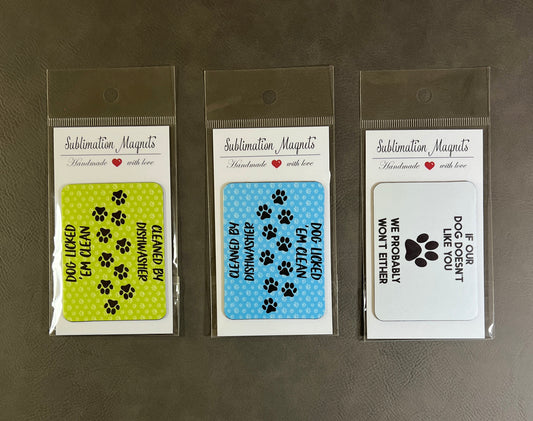 Sublimation Magnets
Handmade with love
DOG LICKED
EM CLEAN
CLEANED BY
DISHWASHER
Sublimation Magnets
Handmade with love
CLEANED BY
DISHWASHER
DOG LICKED
EM CLEAN
Sublimation Magnets
Handmade with love
IF OUR
DOG DOESN'T
LIKE YOU
WE PROBABLY
WON'T EITHER